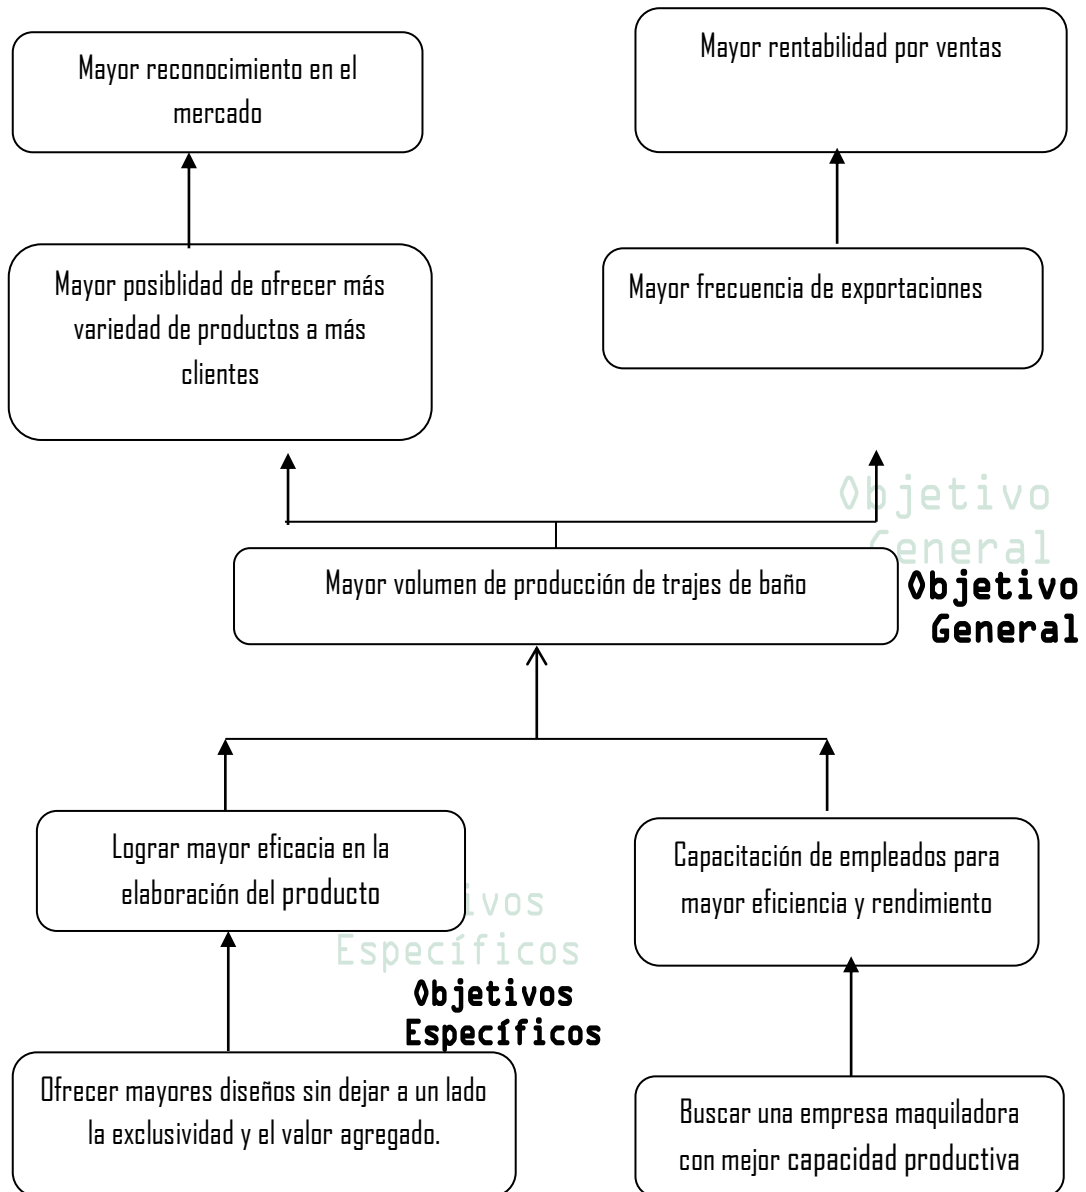 Mayor reconocimiento en el
mercado
Mayor rentabilidad por ventas
Mayor posiblidad de ofrecer más
variedad de productos a más
clientes
Mayor frecuencia de exportaciones
Objetivo
General
Mayor volumen de producción de trajes de baño
Objetivo
General
Lograr mayor eficacia en la
elaboración del producto
Capacitación de empleados para
mayor eficiencia y rendimiento
Específicos
Objetivos
Específicos
Ofrecer mayores diseños sin dejar a un lado
la exclusividad y el valor agregado.
Buscar una empresa maquiladora
con mejor capacidad productiva